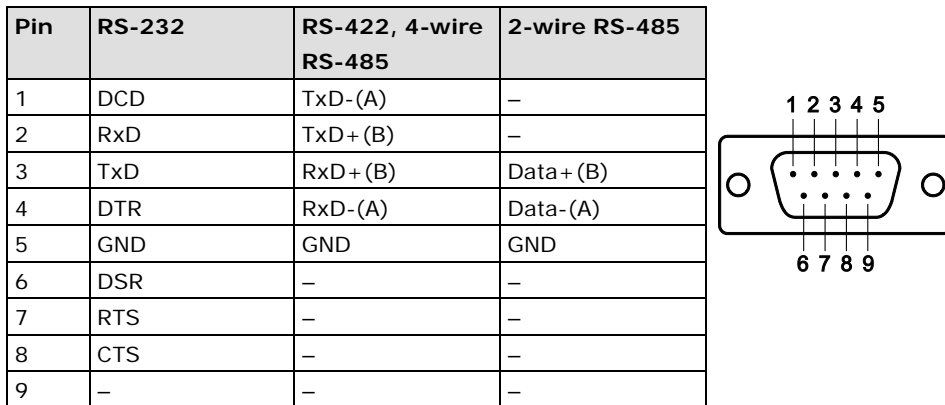 Pin RS-232 RS-422, 4-wire RS-485 2-wire RS-485
1 DCD TxD-(A) –
2 RxD TxD+(B) –
3 TxD RxD+(B) Data+(B)
4 DTR RxD-(A) Data-(A)
5 GND GND GND
6 DSR – –
7 RTS – –
8 CTS – –
9 – – –
1 2 3 4 5
6 7 8 9